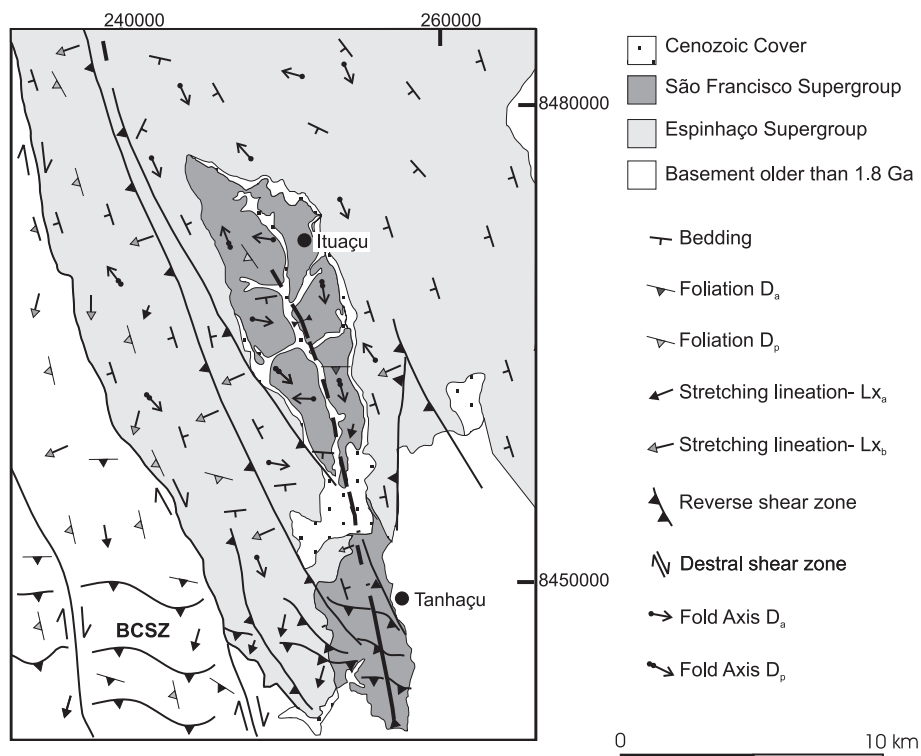 240000
260000
Cenozoic Cover
São Francisco Supergroup
8480000
Espinhaço Supergroup
Basement older than 1.8 Ga
Ituaçu
Bedding
Foliation Da
Foliation Dp
Stretching lineation- Lxa
Stretching lineation- Lxb
Reverse shear zone
8450000
Destral shear zone
Tanhaçu
Fold Axis Da
BCSZ
Fold Axis Dp
0
10 km